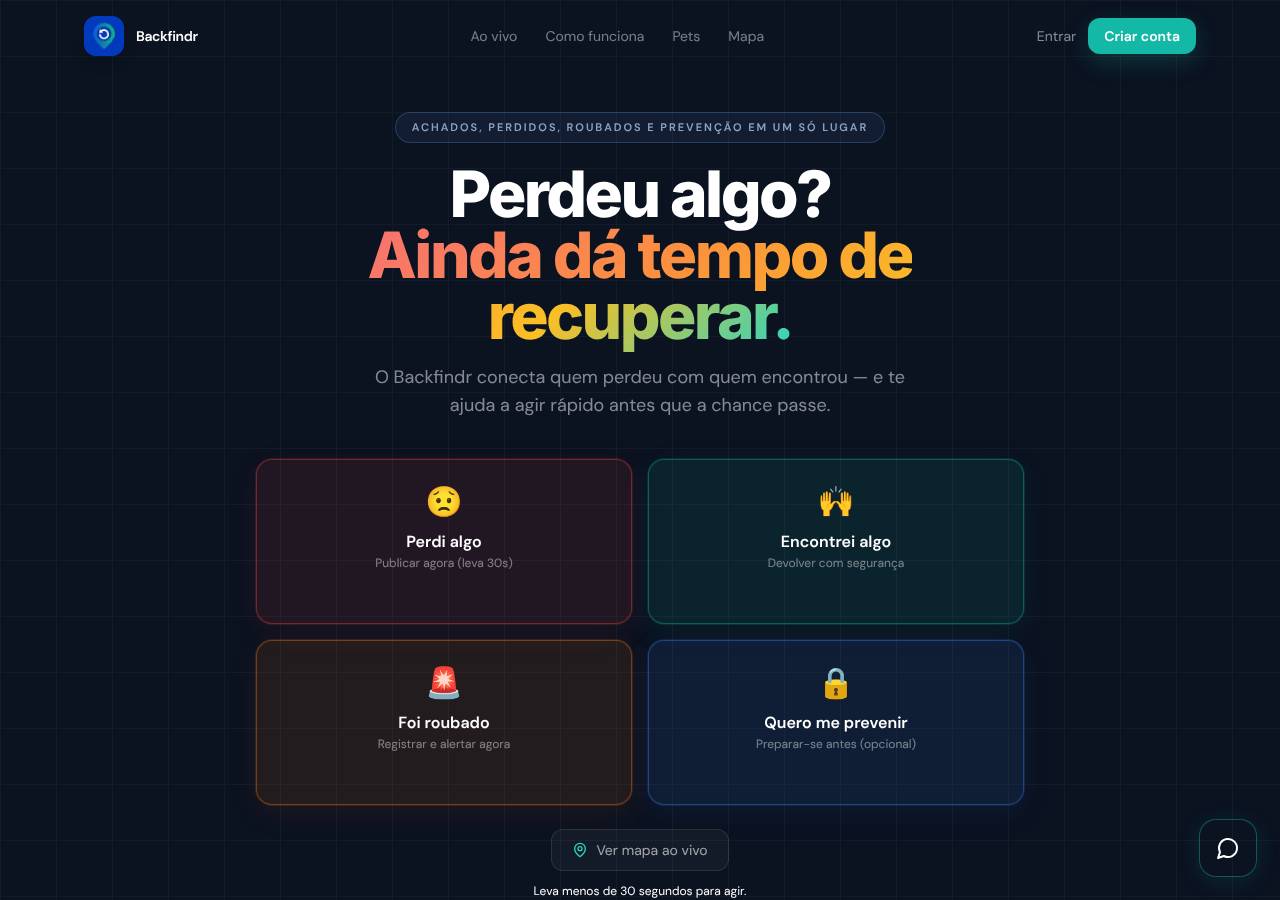 Backfindr
Ao vivo
Como funciona
Pets
Mapa
Entrar
Criar conta
ACHADOS, PERDIDOS, ROUBADOS E PREVENÇÃO EM UM SÓ LUGAR
Perdeu algo?
Ainda dá tempo de
recuperar.
O Backfindr conecta quem perdeu com quem encontrou — e te
ajuda a agir rápido antes que a chance passe.
Perdi algo
Publicar agora (leva 30s)
Encontrei algo
Devolver com segurança
Foi roubado
Registrar e alertar agora
Quero me prevenir
Preparar-se antes (opcional)
Ver mapa ao vivo
Leva menos de 30 segundos para agir.